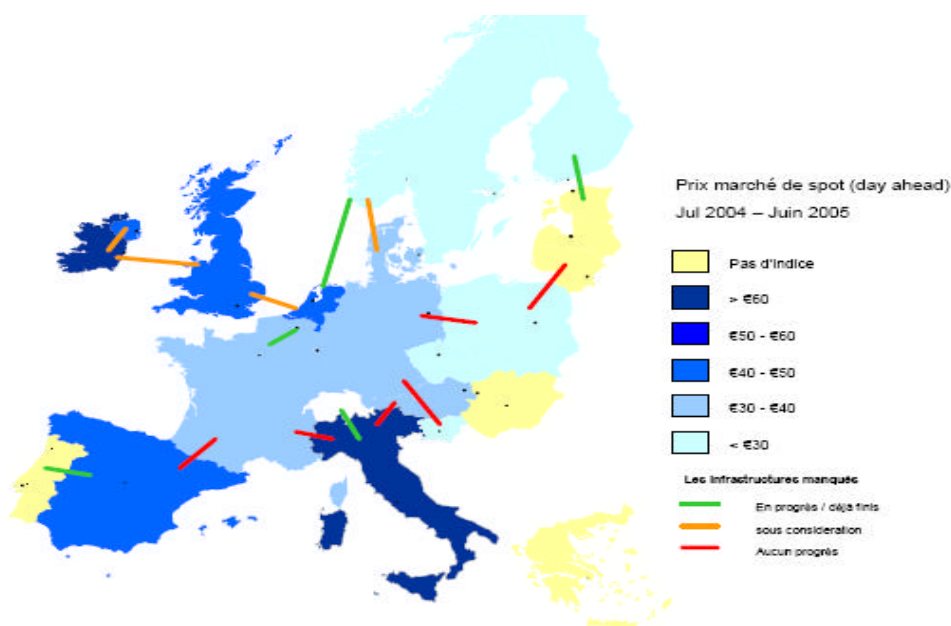 Prix marché de spot (day ahead)
Jul 2004 – Juin 2005
Pas d'indice
> €60
€50 - €60
€40 - €50
€30 - €40
< €30
Les infrastructures manqués
En progrès / déjà finis
sous consideration
Aucun progrès